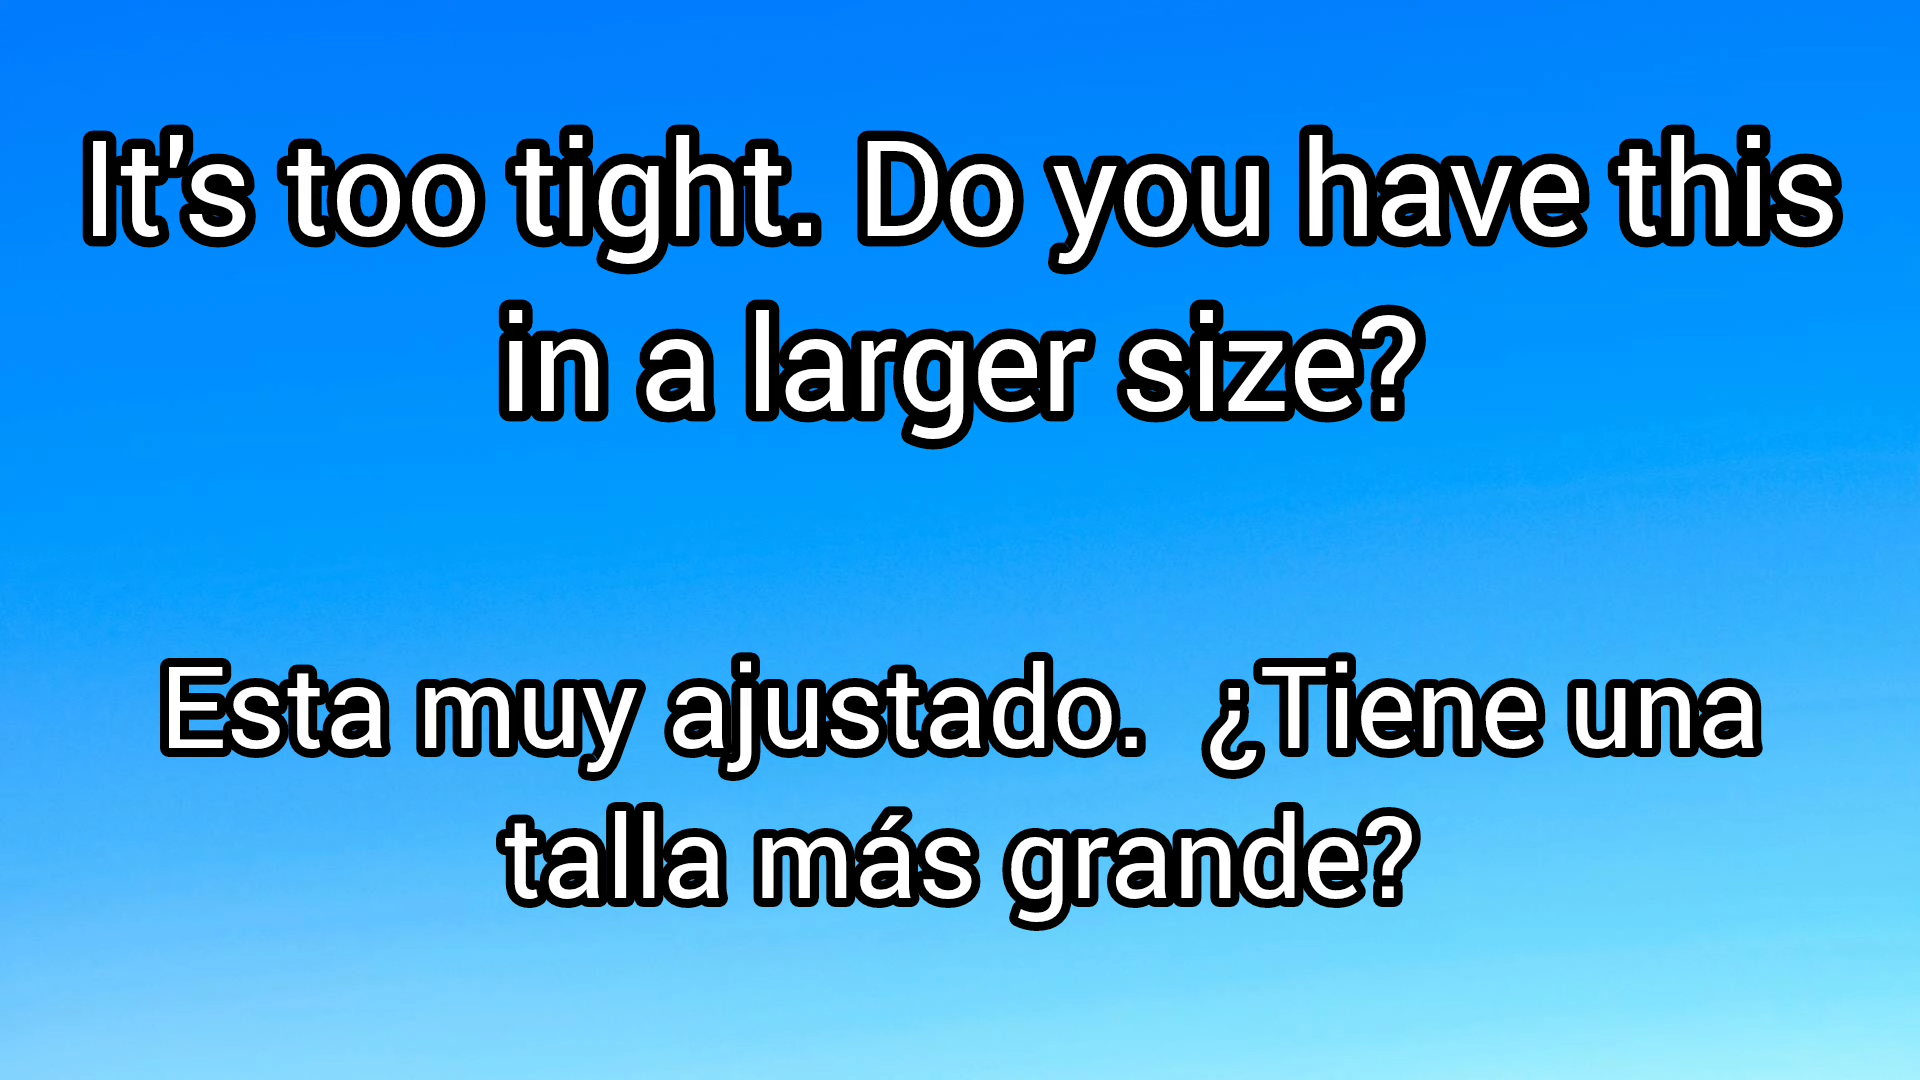 It's too tight. Do you have this
in a larger size?
Esta muy ajustado.  ¿Tiene una
talla más grande?